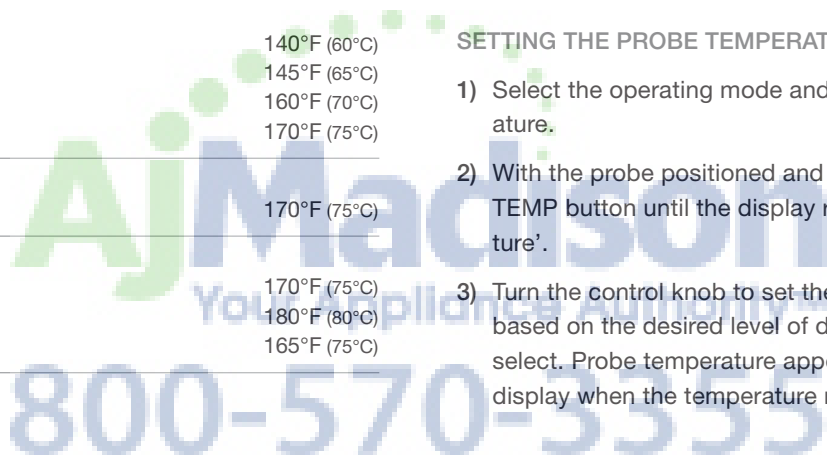 140°F (60°C)
145°F (65°C)
160°F (70°C)
170°F (75°C)
170°F (75°C)
170°F (75°C)
180°F (80°C)
165°F (75°C)
SETTING THE PROBE TEMPERAT
1) Select the operating mode and
ature.
2) With the probe positioned and
TEMP button until the display
ture’.
3) Turn the control knob to set the
based on the desired level of d
select. Probe temperature appe
display when the temperature
AjMadison
Your Appliance Authority™
800-570-3355